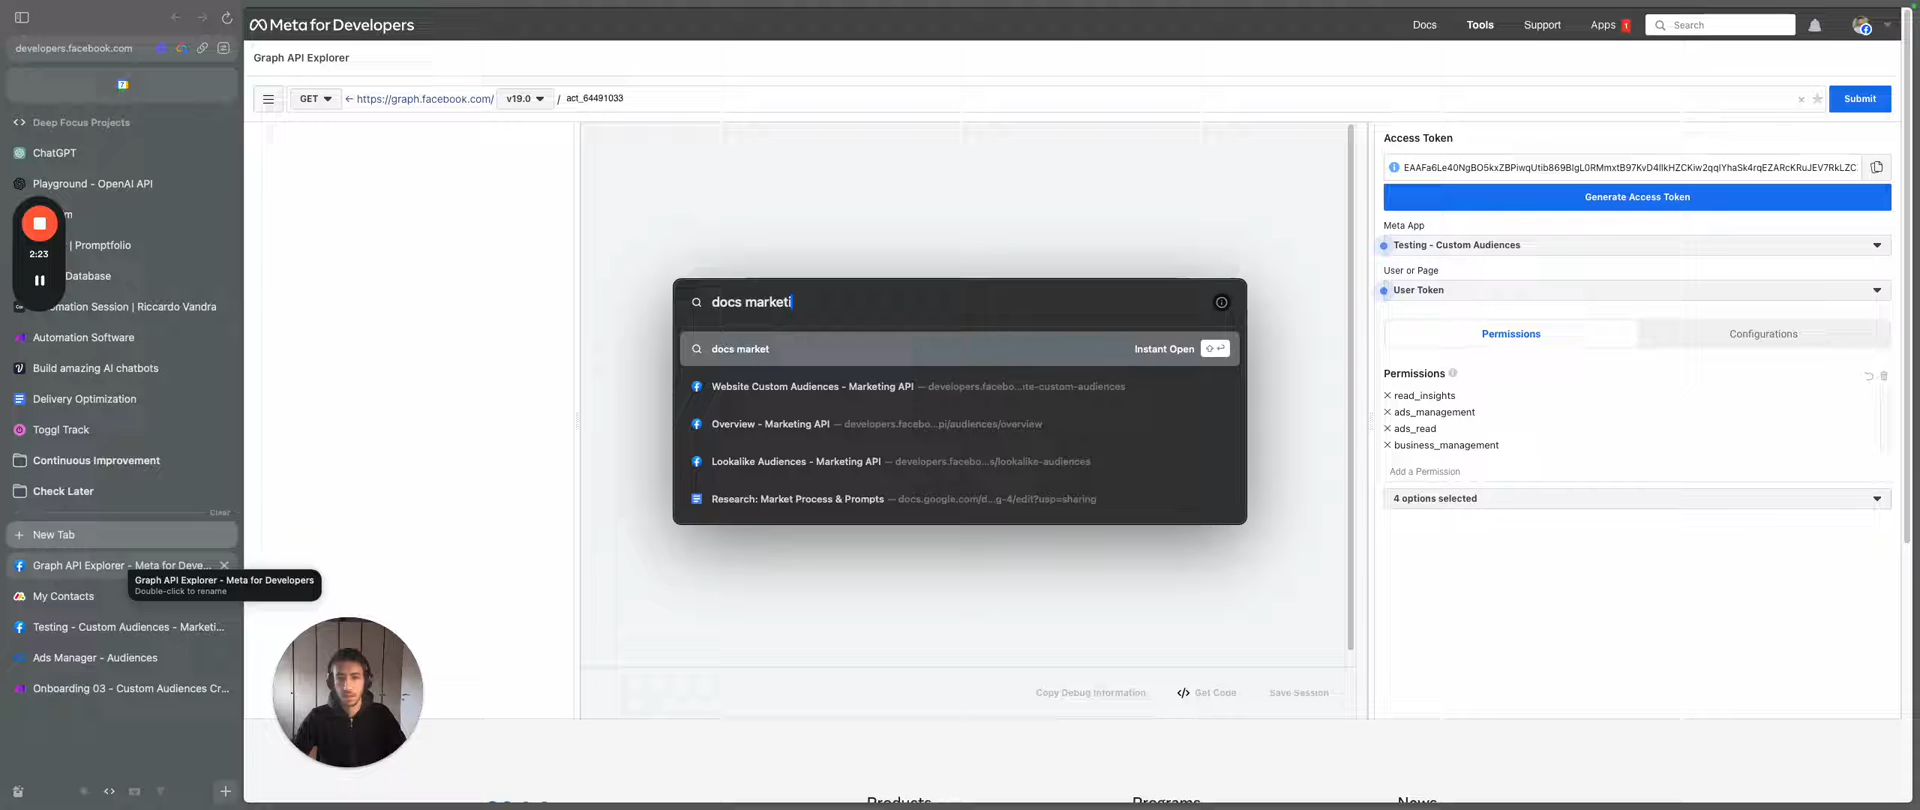 developers.facebook.com
7
Deep Focus Projects
ChatGPT
Playground - OpenAI API
m
| Promptfolio
Database
mation Session | Riccardo Vandra
Automation Software
Build amazing AI chatbots
Delivery Optimization
Toggl Track
Continuous Improvement
Check Later
Clear
New Tab
Graph API Explorer - Meta for Deve...
My Contacts
Testing - Custom Audiences - Marketi...
Ads Manager - Audiences
Onboarding 03 - Custom Audiences Cr...
2:23
Graph API Explorer - Meta for Developers
Double-click to rename
Meta for Developers
Docs
Tools
Support
Apps
1
Search
Graph API Explorer
GET
https://graph.facebook.com/
v19.0
/
act_64491033
Submit
docs marketi
docs market
Instant Open
Website Custom Audiences - Marketing API — developers.facebo...ite-custom-audiences
Overview - Marketing API — developers.facebo...pi/audiences/overview
Lookalike Audiences - Marketing API — developers.facebo...s/lookalike-audiences
Research: Market Process & Prompts — docs.google.com/d...g-4/edit?usp=sharing
Copy Debug Information
</> Get Code
Save Session
Access Token
Generate Access Token
Meta App
Testing - Custom Audiences
User or Page
User Token
Permissions
Configurations
Permissions
read_insights
ads_management
ads_read
business_management
Add a Permission
4 options selected
Products
Programs
News